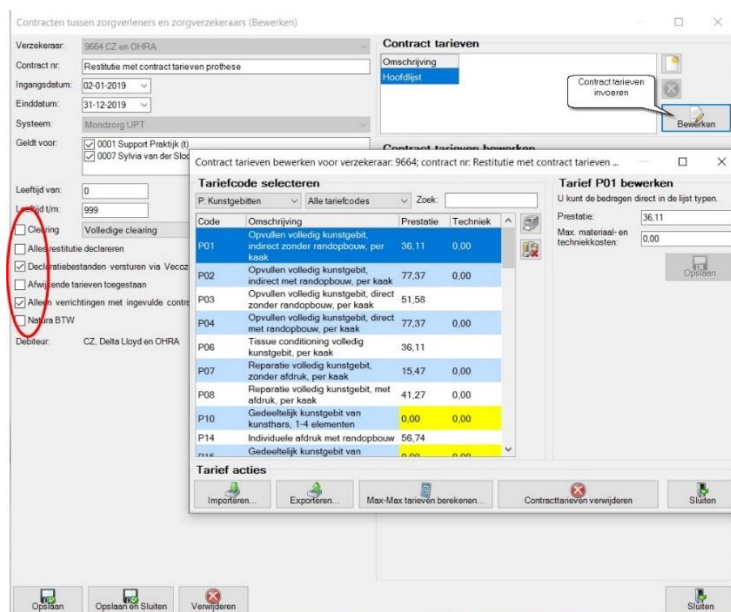 Contracten tussen zorgverleners en zorgverzekeraars (Bewerken)
Verzekeraar: 9664 CZ en OHRA
Contract nr: Restitutie met contract tarieven prothese
Ingangsdatum: 02-01-2019
Einddatum: 31-12-2019
Systeem: Mondzorg UPT
Geldt voor: 0001 Support Praktijk (t)
0007 Sylvia van der Slo
Leeftijd van: 0
Leeftijd t/m: 999
Clearing Volledige clearing
Alles restitutie declareren
Declaratiebestanden versturen via Vecoz
Afwijkende tarieven toegestaan
Alleen verrichtingen met ingevulde contre
Natura BTW
Debiteur: CZ, Delta Lloyd en OHRA
Contract tarieven
Omschrijving
Hoofdlijst
Contract tarieven
invoeren
Bewerken
Contract tarieven bewerken
Contract tarieven bewerken voor verzekeraar: 9664; contract nr: Restitutie met contract tarieven ...
Tariefcode selecteren
P: Kunstgebitten Alle tariefcodes Zoek:
Code Omschrijving Prestatie Techniek
P01 Opvullen volledig kunstgebit, indirect zonder randopbouw, per kaak 36,11 0,00
P02 Opvullen volledig kunstgebit, indirect met randopbouw, per kaak 77,37 0,00
P03 Opvullen volledig kunstgebit, direct zonder randopbouw, per kaak 51,58
P04 Opvullen volledig kunstgebit, direct met randopbouw, per kaak 77,37 0,00
P06 Tissue conditioning volledig kunstgebit, per kaak 36,11
P07 Reparatie volledig kunstgebit, zonder afdruk, per kaak 15,47 0,00
P08 Reparatie volledig kunstgebit, met afdruk, per kaak 41,27 0,00
P10 Gedeeltelijk kunstgebit van kunsthars, 1-4 elementen 0,00 0,00
P14 Individuele afdruk met randopbouw 56,74
P15 Gedeeltelijk kunstgebit van 0,00 0,00
Tarief P01 bewerken
U kunt de bedragen direct in de lijst typen.
Prestatie: 36,11
Max. materiaal- en
techniekkosten: 0,00
Opslaan
Tarief acties
Importeren... Exporteren... Max-Max tarieven berekenen... Contracttarieven verwijderen Sluiten
Opslaan Opslaan en Sluiten Verwijderen Sluiten